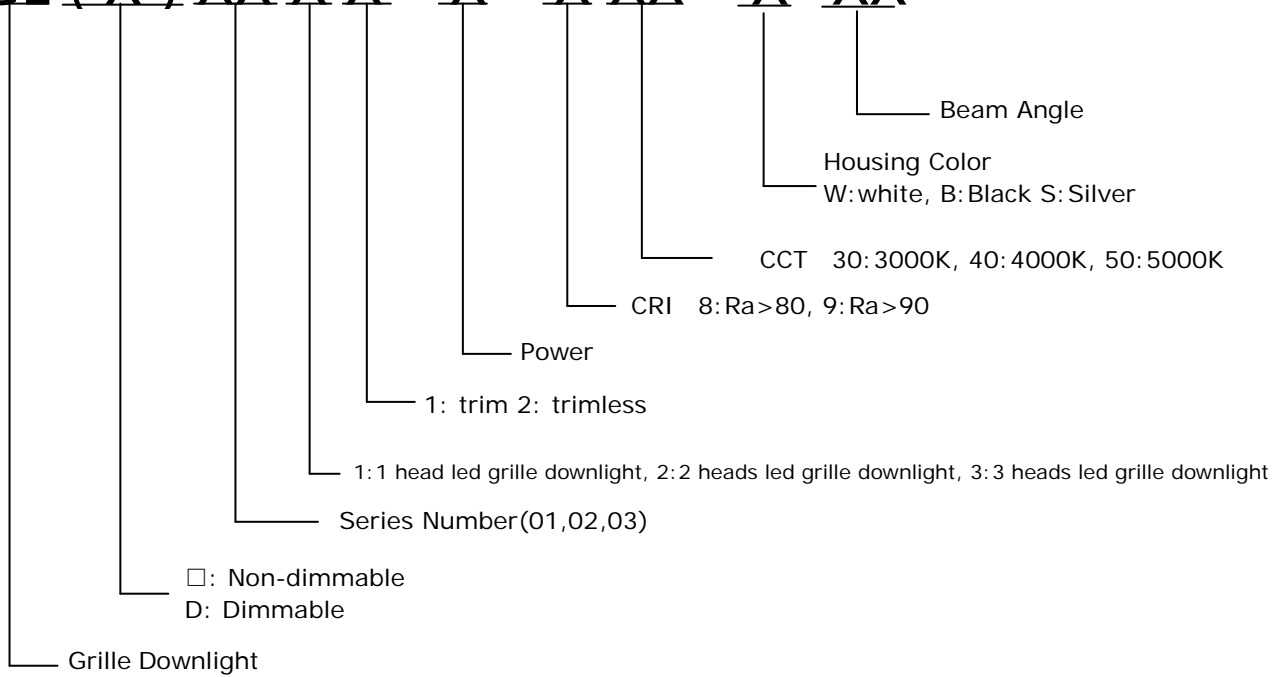 Beam Angle
Housing Color
W:white, B:Black S:Silver
CCT 30:3000K, 40:4000K, 50:5000K
CRI 8:Ra>80, 9:Ra>90
Power
1: trim 2: trimless
1:1 head led grille downlight, 2:2 heads led grille downlight, 3:3 heads led grille downlight
Series Number(01,02,03)
□: Non-dimmable
D: Dimmable
Grille Downlight